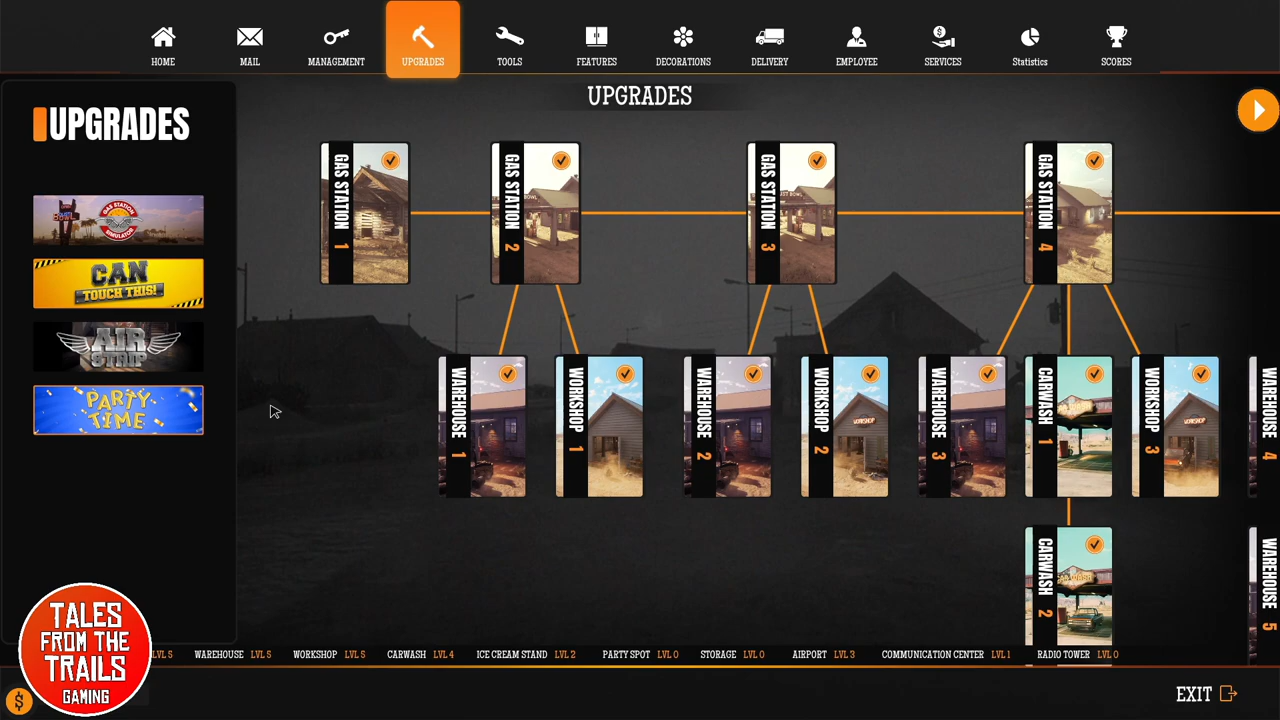 HOME
MAIL
MANAGEMENT
UPGRADES
TOOLS
FEATURES
DECORATIONS
DELIVERY
EMPLOYEE
SERVICES
Statistics
SCORES
UPGRADES
UPGRADES
GAS STATION
SIMULATOR
CAN
TOUCH THIS!
AIR
STRIP
PARTY
TIME
GAS STATION 1
GAS STATION 2
GAS STATION 3
GAS STATION 4
WAREHOUSE 1
WORKSHOP 1
WAREHOUSE 2
WORKSHOP 2
WORKSHOP
WAREHOUSE 3
CARWASH 1
WORKSHOP 3
WORKSHOP
WAREHOUSE 4
CARWASH 2
WAREHOUSE 5
LVL 5
WAREHOUSE LVL 5
WORKSHOP LVL 5
CARWASH LVL 4
ICE CREAM STAND LVL 2
PARTY SPOT LVL 0
STORAGE LVL 0
AIRPORT LVL 3
COMMUNICATION CENTER LVL 1
RADIO TOWER LVL 0
TALES
FROM THE
TRAILS
GAMING
$
EXIT